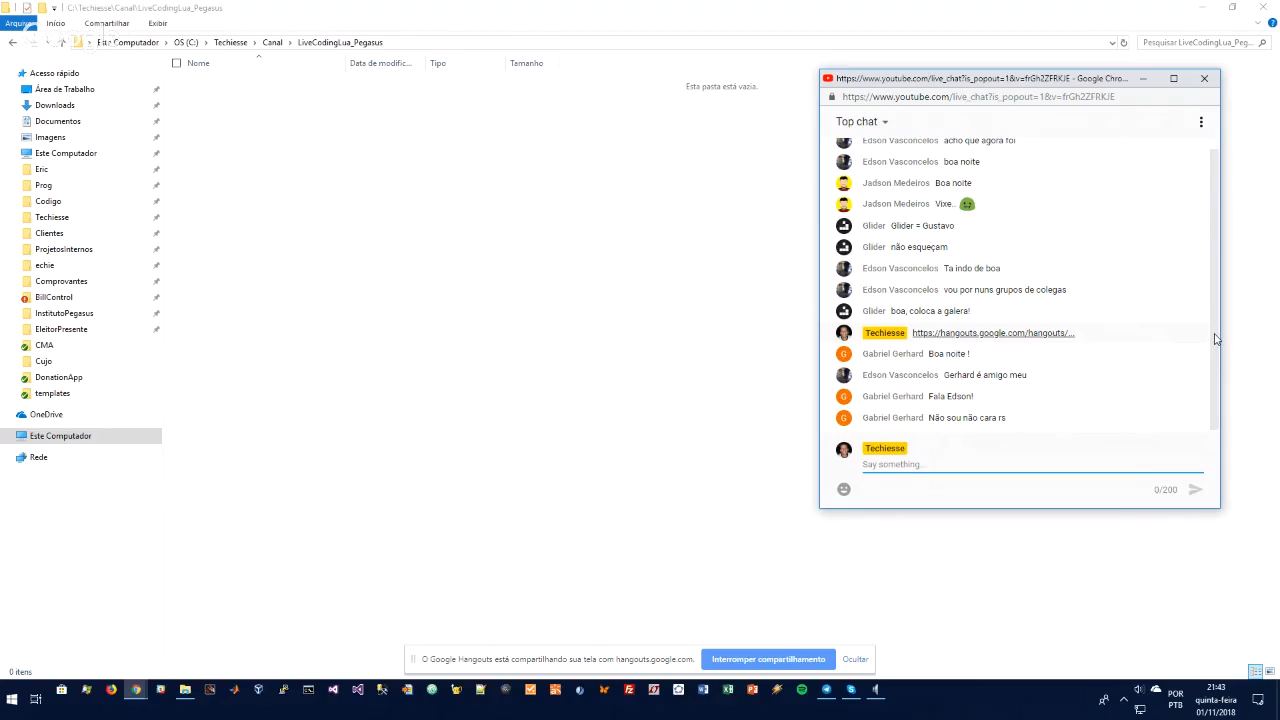 C:\Techiesse\Canal\LiveCodingLua_Pegasus
Arquivo Início Compartilhar Exibir
Este Computador OS (C:) Techiesse Canal LiveCodingLua_Pegasus
Pesquisar LiveCodingLua_Peg...
Nome Data de modific... Tipo Tamanho
Esta pasta está vazia.
Acesso rápido
Área de Trabalho
Downloads
Documentos
Imagens
Este Computador
Eric
Prog
Codigo
Techiesse
Clientes
ProjetosInternos
echie
Comprovantes
BillControl
InstitutoPegasus
EleitorPresente
CMA
Cujo
DonationApp
templates
OneDrive
Este Computador
Rede
0 itens
https://www.youtube.com/live_chat?is_popout=1&v=frGh2ZFRKJE - Google Chro...
https://www.youtube.com/live_chat?is_popout=1&v=frGh2ZFRKJE
Top chat
Edson Vasconcelos acho que agora foi
Edson Vasconcelos boa noite
Jadson Medeiros Boa noite
Jadson Medeiros Vixe..
Glider Glider = Gustavo
Glider não esqueçam
Edson Vasconcelos Ta indo de boa
Edson Vasconcelos vou por nuns grupos de colegas
Glider boa, coloca a galera!
Techiesse https://hangouts.google.com/hangouts/...
G Gabriel Gerhard Boa noite !
Edson Vasconcelos Gerhard é amigo meu
G Gabriel Gerhard Fala Edson!
G Gabriel Gerhard Não sou não cara rs
Techiesse
Say something...
0/200
O Google Hangouts está compartilhando sua tela com hangouts.google.com. Interromper compartilhamento Ocultar
POR
PTB
21:43
quinta-feira
01/11/2018